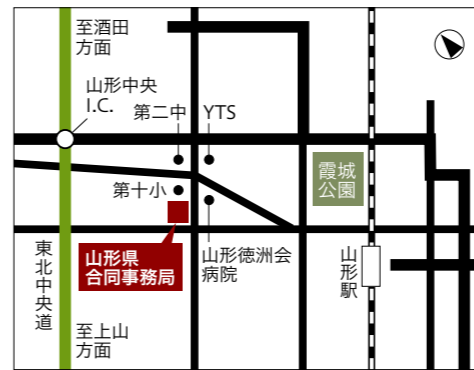 至酒田
方面
山形中央
I.C.
第二中
YTS
第十小
霞城
公園
山形県
合同事務局
山形徳洲会
病院
山形駅
東北中央道
至上山
方面